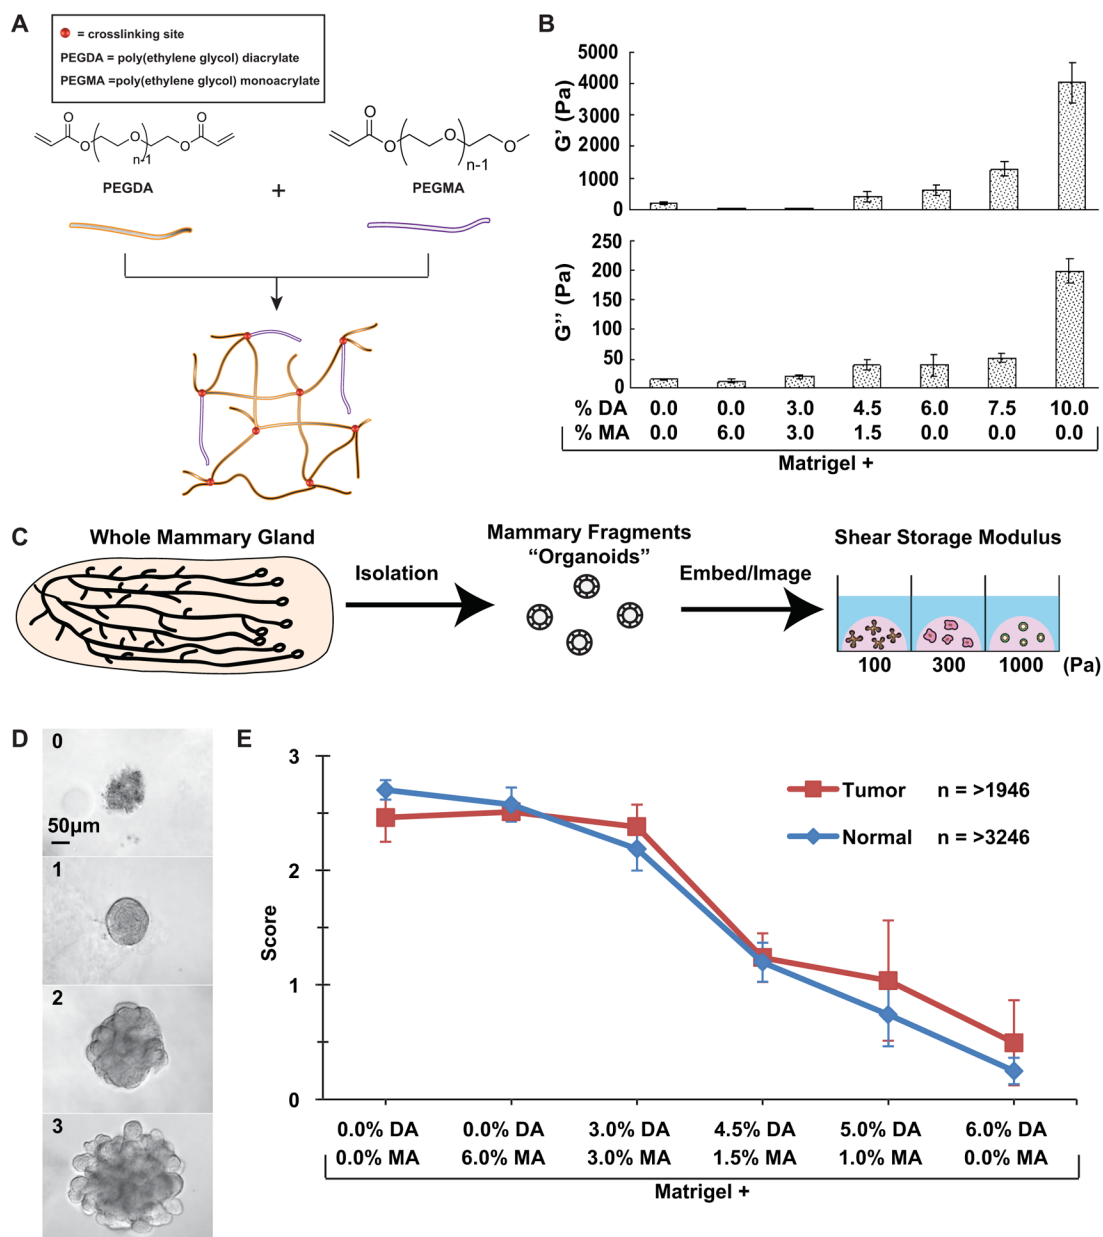 A
= crosslinking site
PEGDA = poly(ethylene glycol) diacrylate
PEGMA =poly(ethylene glycol) monoacrylate
O
O
O
O
O
n-1
PEGDA
+
O
O
O
O
n-1
PEGMA
B
G' (Pa)
5000
4000
3000
2000
1000
0
G'' (Pa)
250
200
150
100
50
0
% DA 0.0 0.0 3.0 4.5 6.0 7.5 10.0
% MA 0.0 6.0 3.0 1.5 0.0 0.0 0.0
Matrigel +
C
Whole Mammary Gland
Isolation
Mammary Fragments
“Organoids”
Embed/Image
Shear Storage Modulus
100 300 1000 (Pa)
D
0
50μm
1
2
3
E
Score
3
2
1
0
Tumor n = >1946
Normal n = >3246
0.0% DA 0.0% DA 3.0% DA 4.5% DA 5.0% DA 6.0% DA
0.0% MA 6.0% MA 3.0% MA 1.5% MA 1.0% MA 0.0% MA
Matrigel +